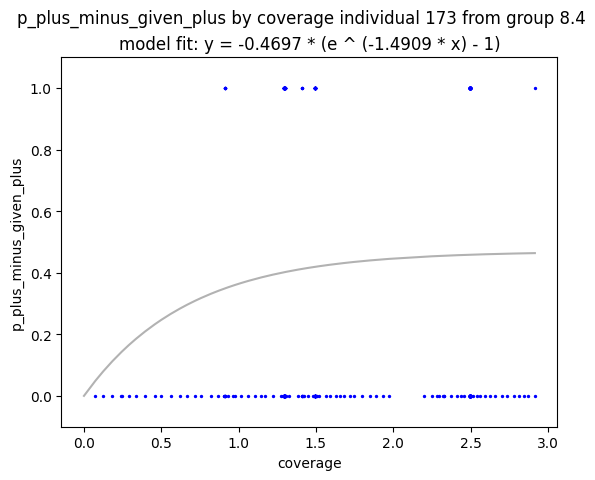 p_plus_minus_given_plus by coverage individual 173 from group 8.4
model fit: y = -0.4697 * (e ^ (-1.4909 * x) - 1)
p_plus_minus_given_plus
1.0
0.8
0.6
0.4
0.2
0.0
0.0 0.5 1.0 1.5 2.0 2.5 3.0
coverage